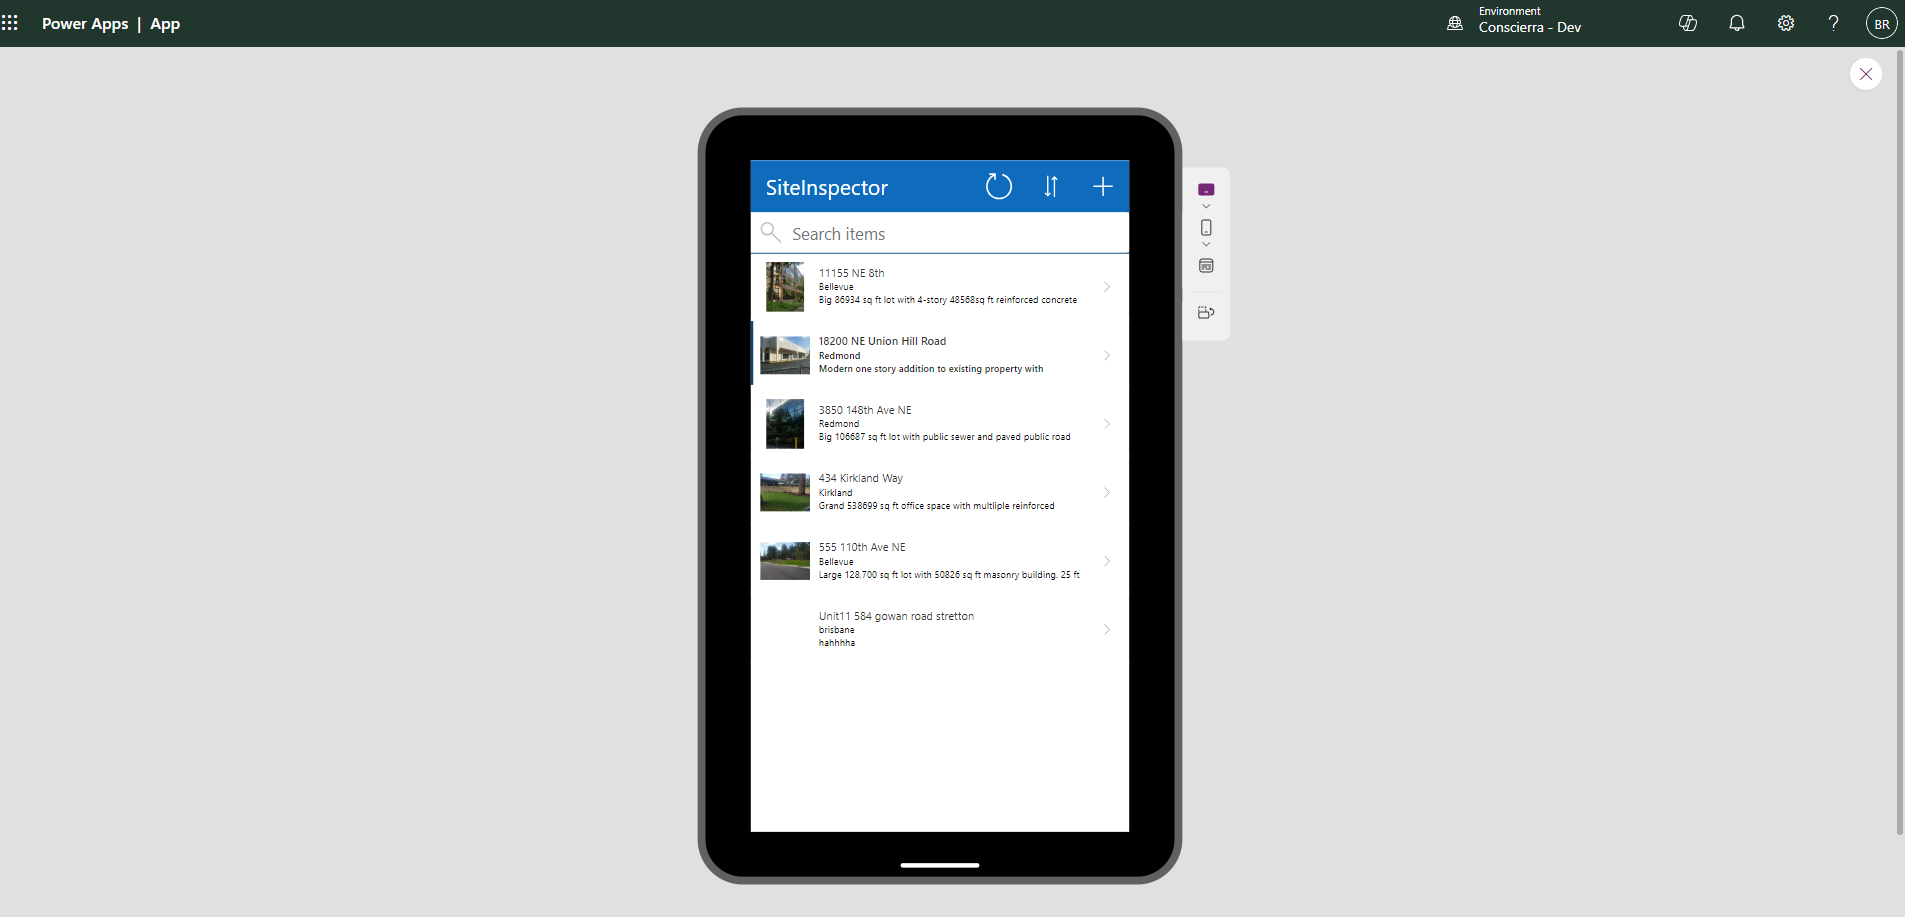 Power Apps | App
Environment
Conscierra - Dev
BR
SiteInspector
Search items
11155 NE 8th
Bellevue
Big 86934 sq ft lot with 4-story 48568sq ft reinforced concrete
18200 NE Union Hill Road
Redmond
Modern one story addition to existing property with
3850 148th Ave NE
Redmond
Big 106687 sq ft lot with public sewer and paved public road
434 Kirkland Way
Kirkland
Grand 538699 sq ft office space with multliple reinforced
555 110th Ave NE
Bellevue
Large 128,700 sq ft lot with 50826 sq ft masonry building. 25 ft
Unit11 584 gowan road stretton
brisbane
hahhhha